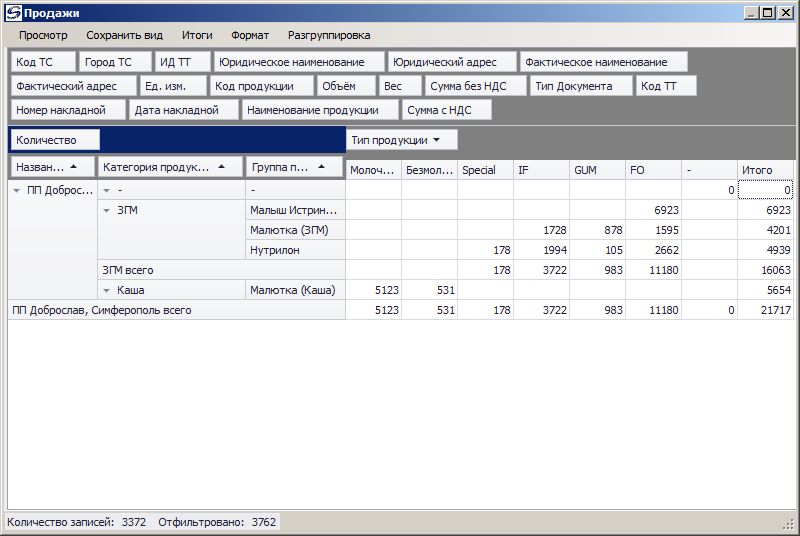 Продажи
Просмотр Сохранить вид Итоги Формат Разгруппировка
Код ТС Город ТС ИД ТТ Юридическое наименование Юридический адрес Фактическое наименование
Фактический адрес Ед. изм. Код продукции Объём Вес Сумма без НДС Тип Документа Код ТТ
Номер накладной Дата накладной Наименование продукции Сумма с НДС
Количество Тип продукции
Назван... Категория продук... Группа п... Молоч... Безмол... Special IF GUM FO - Итого
ПП Доброс... - - 0 0
ЗГМ Малыш Истрин... 6923 6923
Малютка (ЗГМ) 1728 878 1595 4201
Нутрилон 178 1994 105 2662 4939
ЗГМ всего 178 3722 983 11180 16063
Каша Малютка (Каша) 5123 531 5654
ПП Доброслав, Симферополь всего 5123 531 178 3722 983 11180 0 21717
Количество записей: 3372 Отфильтровано: 3762